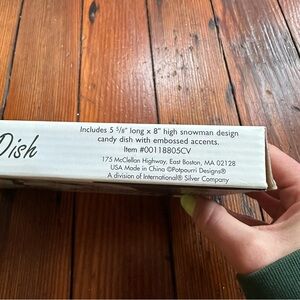 Dish
Includes 5 ³/₈" long x 8" high snowman design
candy dish with embossed accents.
Item #00118805CV
175 McClellan Highway, East Boston, MA 02128
USA Made in China ©Potpourri Designs®
A division of International® Silver Company